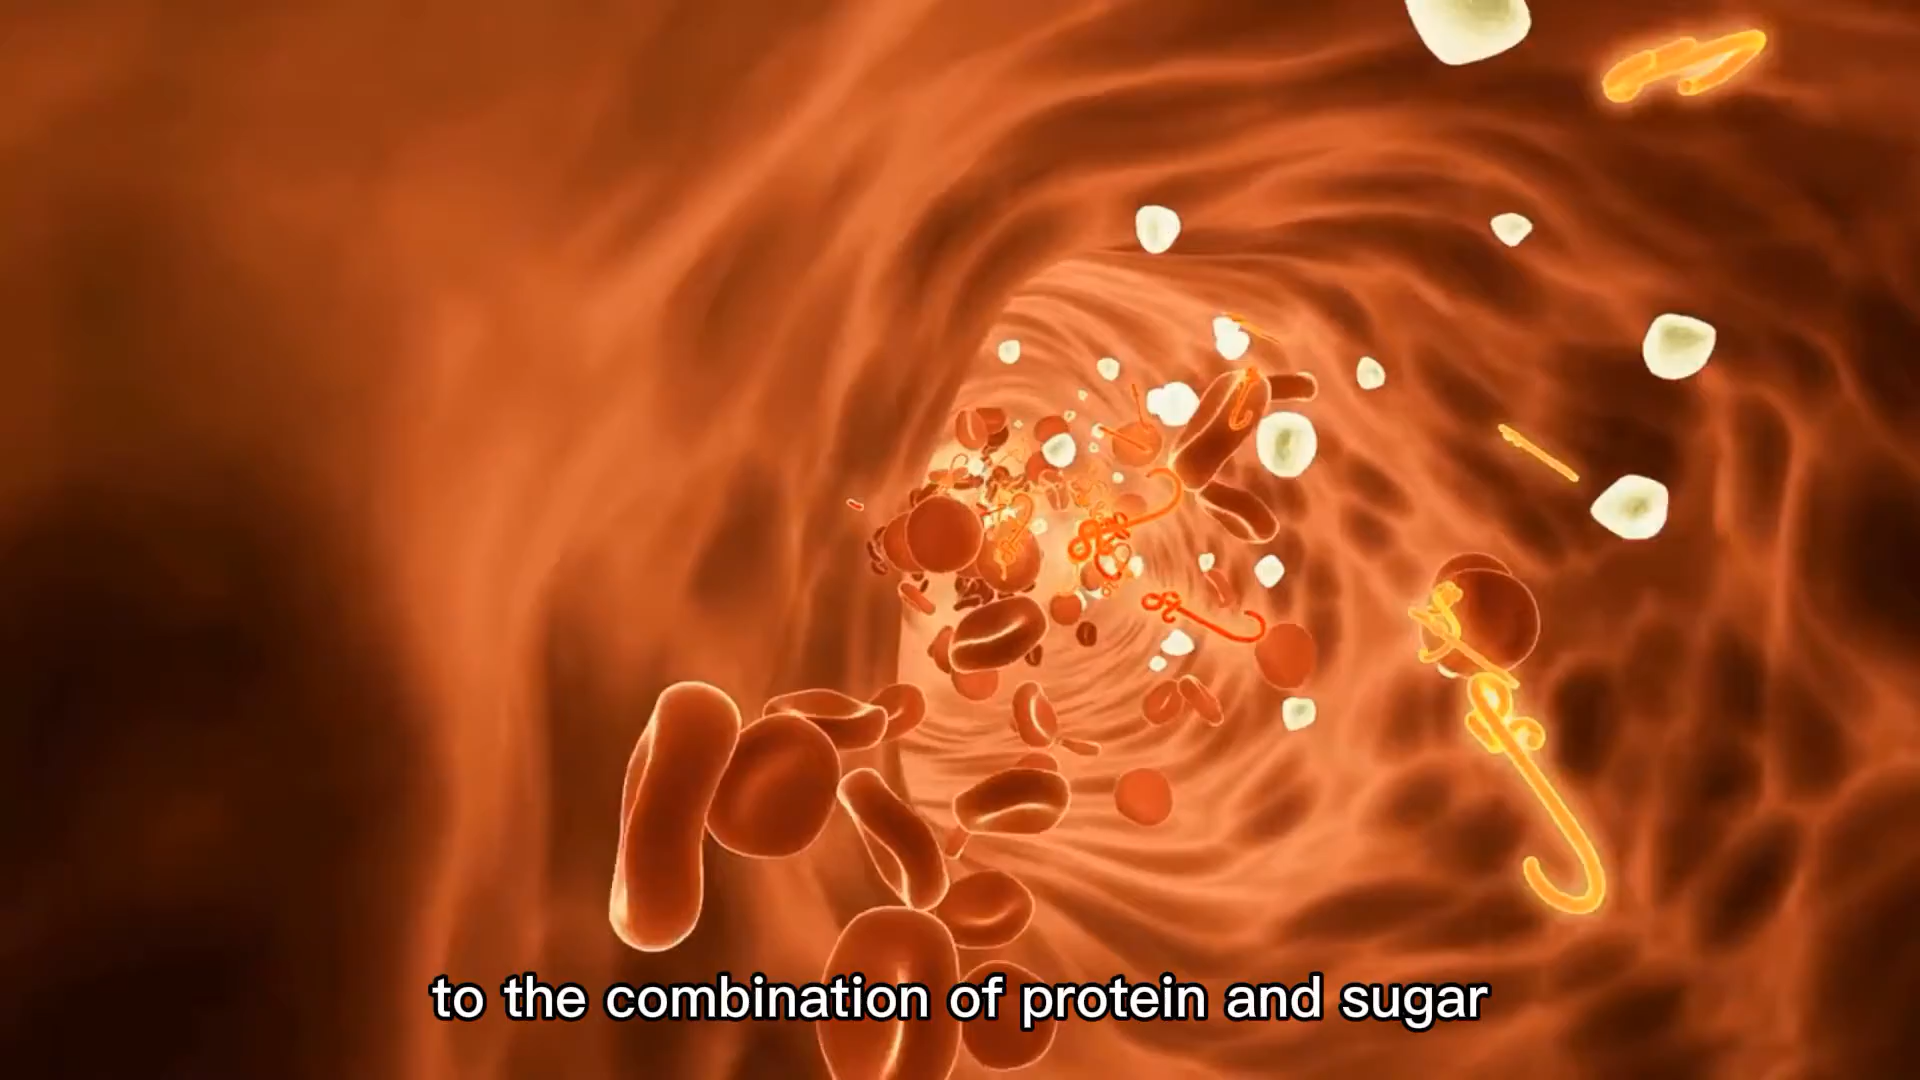 to the combination of protein and sugar